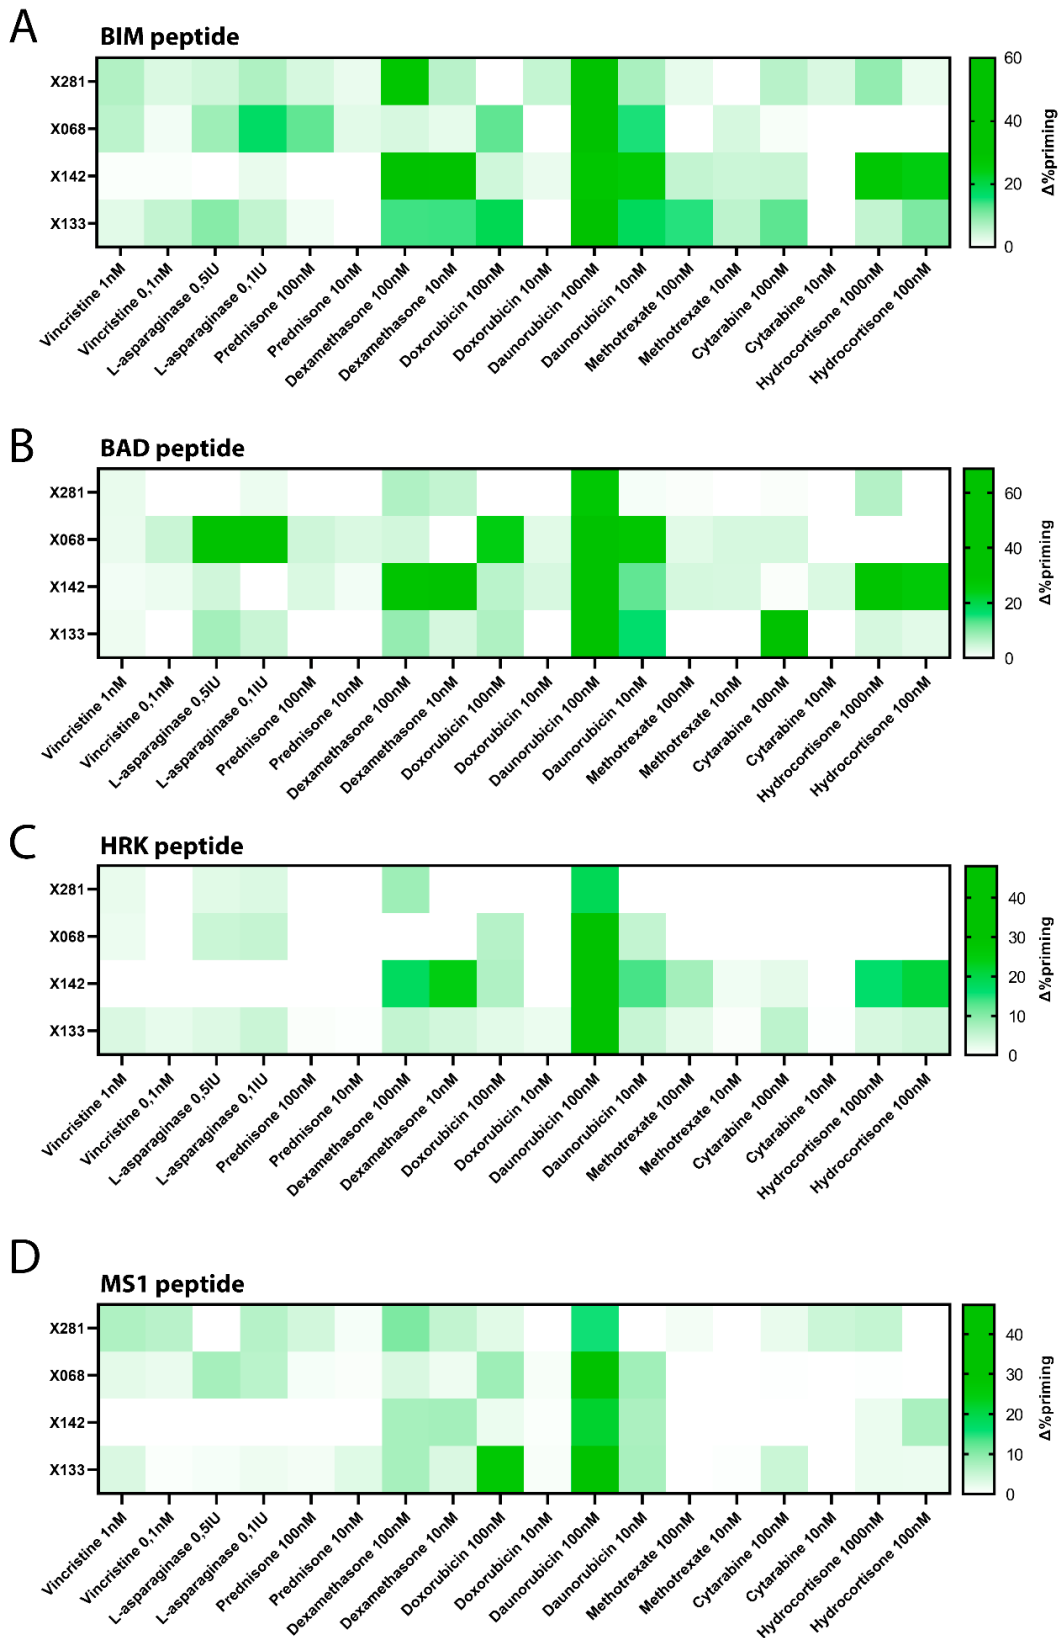 A
BIM peptide
X281
X068
X142
X133
60
40
20
0
Δ%priming
Vincristine 1nM
Vincristine 0,1nM
L-asparaginase 0,5IU
L-asparaginase 0,1IU
Prednisone 100nM
Prednisone 10nM
Dexamethasone 100nM
Dexamethasone 10nM
Doxorubicin 100nM
Doxorubicin 10nM
Daunorubicin 100nM
Daunorubicin 10nM
Methotrexate 100nM
Methotrexate 10nM
Cytarabine 100nM
Cytarabine 10nM
Hydrocortisone 1000nM
Hydrocortisone 100nM
B
BAD peptide
X281
X068
X142
X133
60
40
20
0
Δ%priming
Vincristine 1nM
Vincristine 0,1nM
L-asparaginase 0,5IU
L-asparaginase 0,1IU
Prednisone 100nM
Prednisone 10nM
Dexamethasone 100nM
Dexamethasone 10nM
Doxorubicin 100nM
Doxorubicin 10nM
Daunorubicin 100nM
Daunorubicin 10nM
Methotrexate 100nM
Methotrexate 10nM
Cytarabine 100nM
Cytarabine 10nM
Hydrocortisone 1000nM
Hydrocortisone 100nM
C
HRK peptide
X281
X068
X142
X133
40
30
20
10
0
Δ%priming
Vincristine 1nM
Vincristine 0,1nM
L-asparaginase 0,5IU
L-asparaginase 0,1IU
Prednisone 100nM
Prednisone 10nM
Dexamethasone 100nM
Dexamethasone 10nM
Doxorubicin 100nM
Doxorubicin 10nM
Daunorubicin 100nM
Daunorubicin 10nM
Methotrexate 100nM
Methotrexate 10nM
Cytarabine 100nM
Cytarabine 10nM
Hydrocortisone 1000nM
Hydrocortisone 100nM
D
MS1 peptide
X281
X068
X142
X133
40
30
20
10
0
Δ%priming
Vincristine 1nM
Vincristine 0,1nM
L-asparaginase 0,5IU
L-asparaginase 0,1IU
Prednisone 100nM
Prednisone 10nM
Dexamethasone 100nM
Dexamethasone 10nM
Doxorubicin 100nM
Doxorubicin 10nM
Daunorubicin 100nM
Daunorubicin 10nM
Methotrexate 100nM
Methotrexate 10nM
Cytarabine 100nM
Cytarabine 10nM
Hydrocortisone 1000nM
Hydrocortisone 100nM